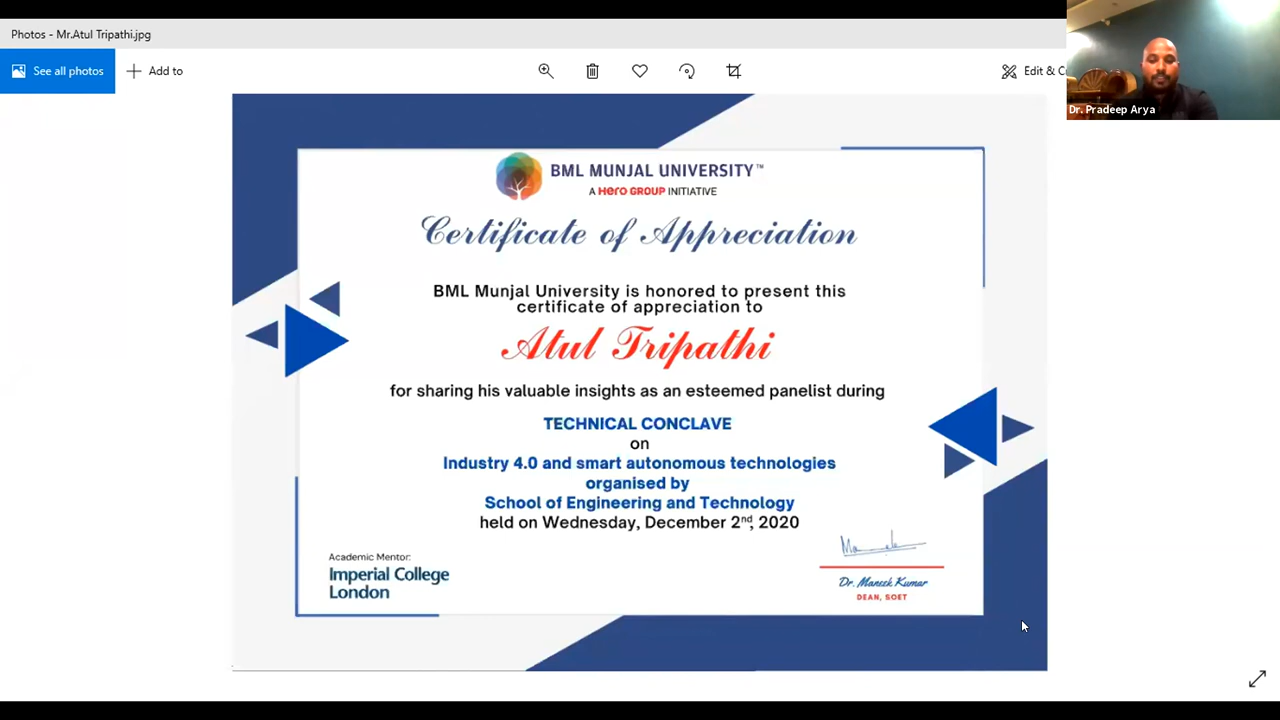 Photos - Mr.Atul Tripathi.jpg
See all photos
Add to
Edit & C
Dr. Pradeep Arya
BML MUNJAL UNIVERSITY™
A Hero GROUP INITIATIVE
Certificate of Appreciation
BML Munjal University is honored to present this
certificate of appreciation to
Atul Tripathi
for sharing his valuable insights as an esteemed panelist during
TECHNICAL CONCLAVE
on
Industry 4.0 and smart autonomous technologies
organised by
School of Engineering and Technology
held on Wednesday, December 2nd, 2020
Academic Mentor:
Imperial College
London
Dr. Maneek Kumar
DEAN, SOET